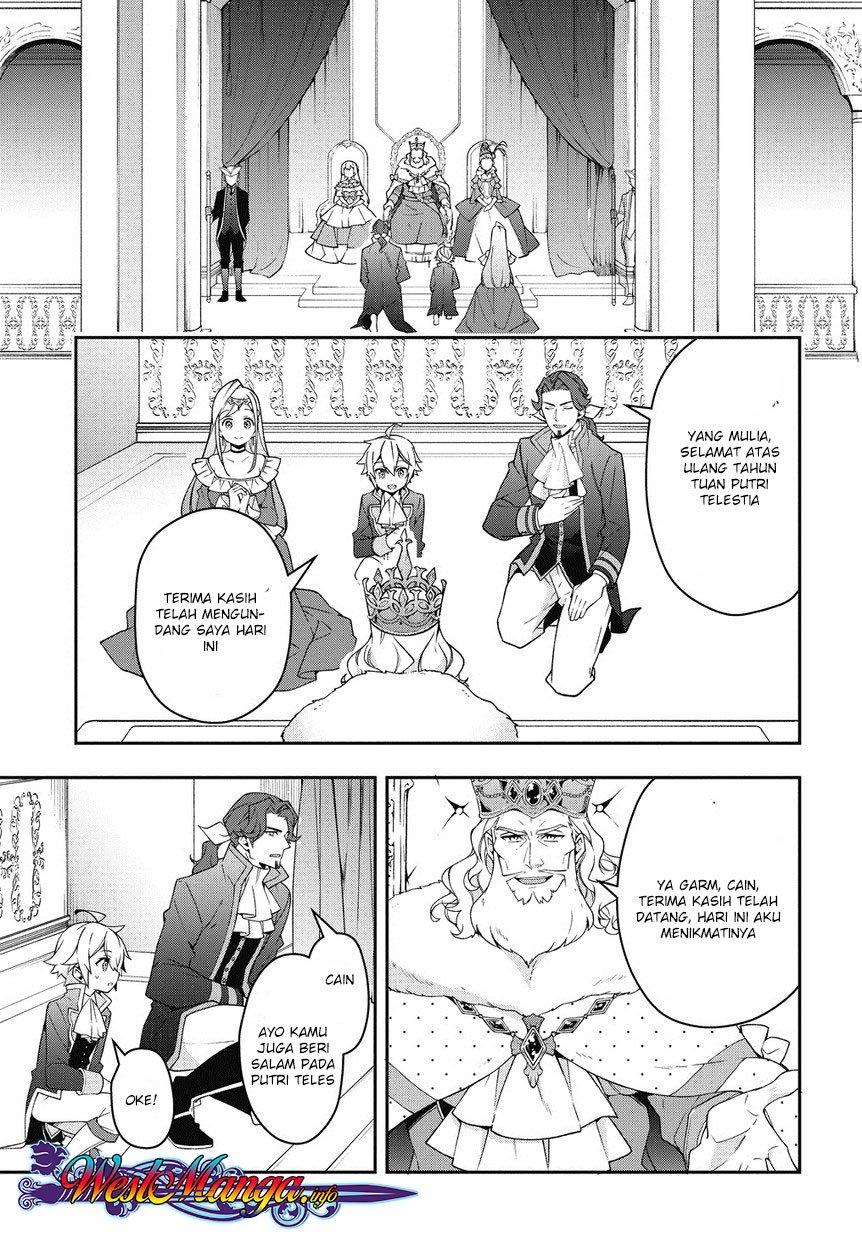 YANG MULIA,
SELAMAT ATAS
ULANG TAHUN
TUAN PUTRI
TELESTIA
TERIMA KASIH
TELAH MENGUN-
DANG SAYA HARI
INI
YA GARM, CAIN,
TERIMA KASIH TELAH
DATANG, HARI INI AKU
MENIKMATINYA
CAIN
AYO KAMU
JUGA BERI
SALAM PADA
PUTRI TELES
OKE!
WestManga.info